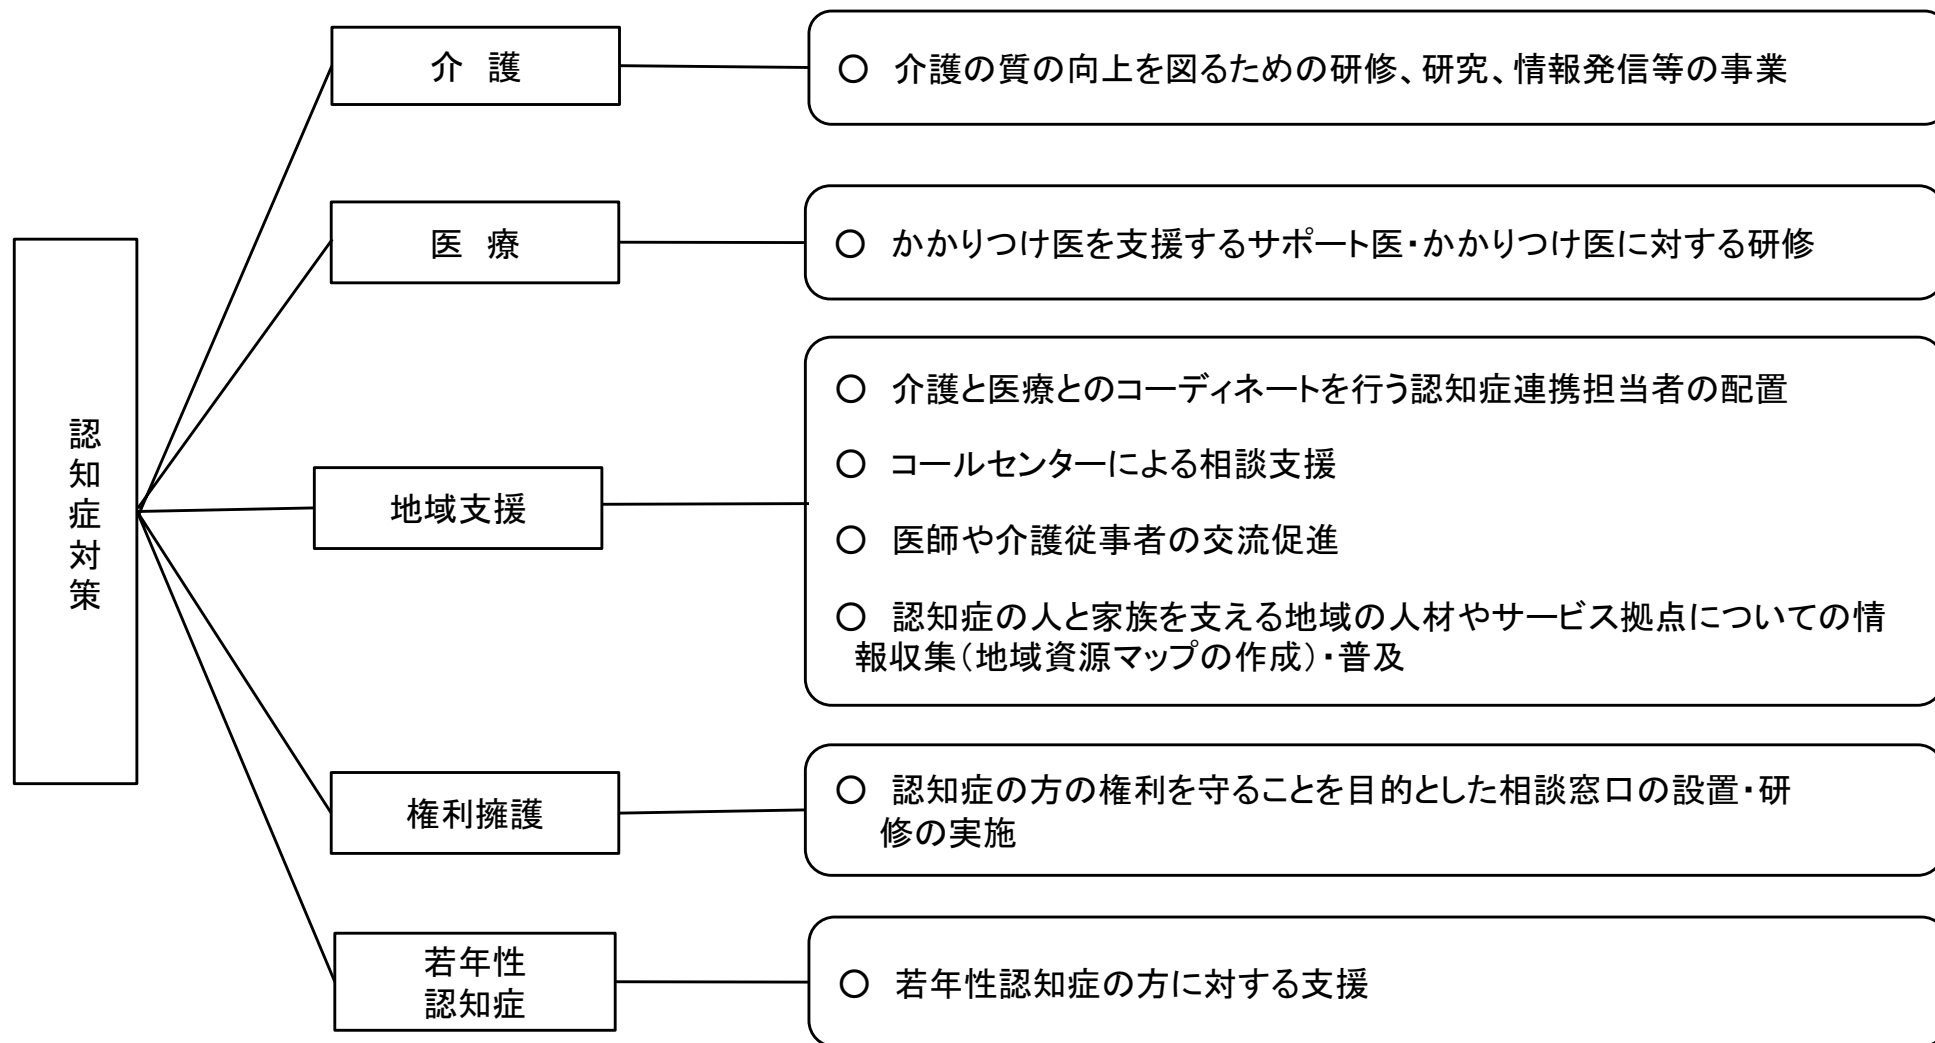 認知症対策
介 護
○ 介護の質の向上を図るための研修、研究、情報発信等の事業
医 療
○ かかりつけ医を支援するサポート医・かかりつけ医に対する研修
地域支援
○ 介護と医療とのコーディネートを行う認知症連携担当者の配置
○ コールセンターによる相談支援
○ 医師や介護従事者の交流促進
○ 認知症の人と家族を支える地域の人材やサービス拠点についての情
報収集(地域資源マップの作成)・普及
権利擁護
○ 認知症の方の権利を守ることを目的とした相談窓口の設置・研
修の実施
若年性
認知症
○ 若年性認知症の方に対する支援